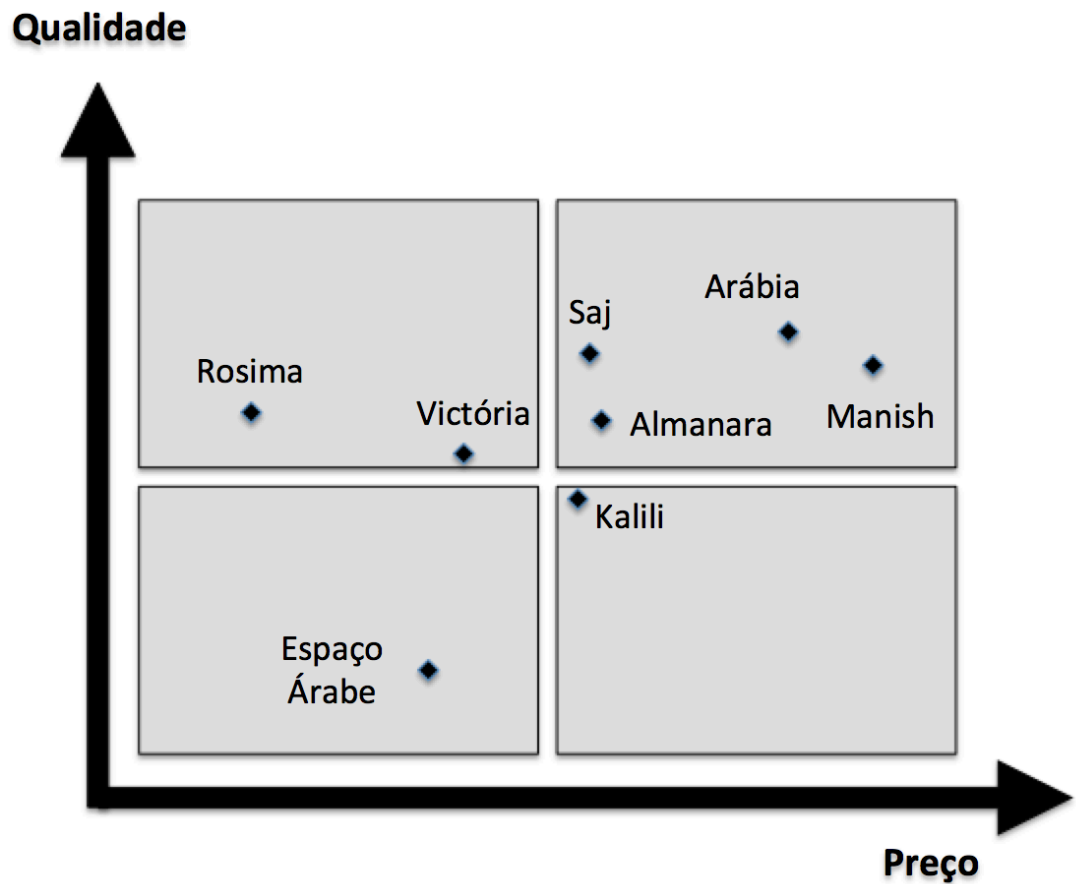 Qualidade
Arábia
Saj
Rosima
Victória
Almanara
Manish
Kalili
Espaço
Árabe
Preço